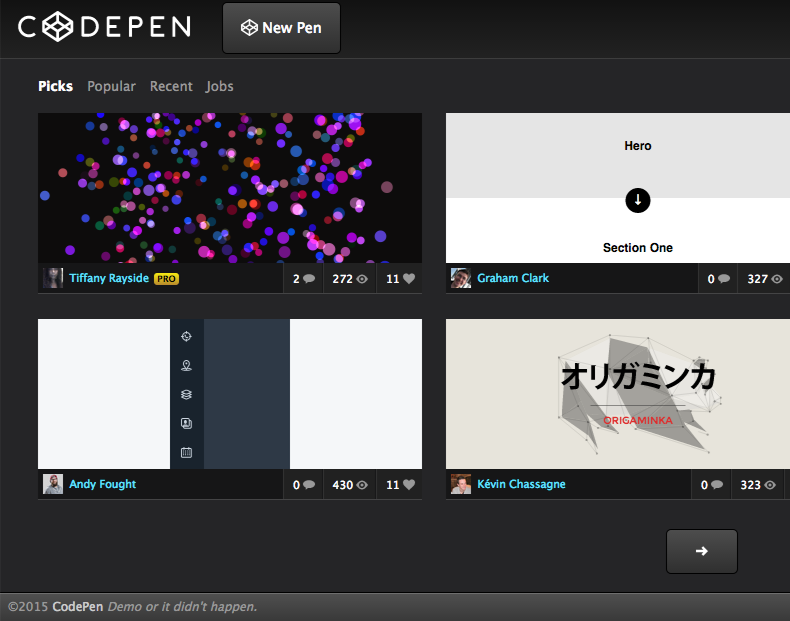 CODEPEN
New Pen
Picks Popular Recent Jobs
Hero
Section One
Tiffany Rayside PRO 2 272 11
Graham Clark 0 327
オリガミンカ
ORIGAMINKA
Andy Fought 0 430 11
Kévin Chassagne 0 323
©2015 CodePen Demo or it didn't happen.